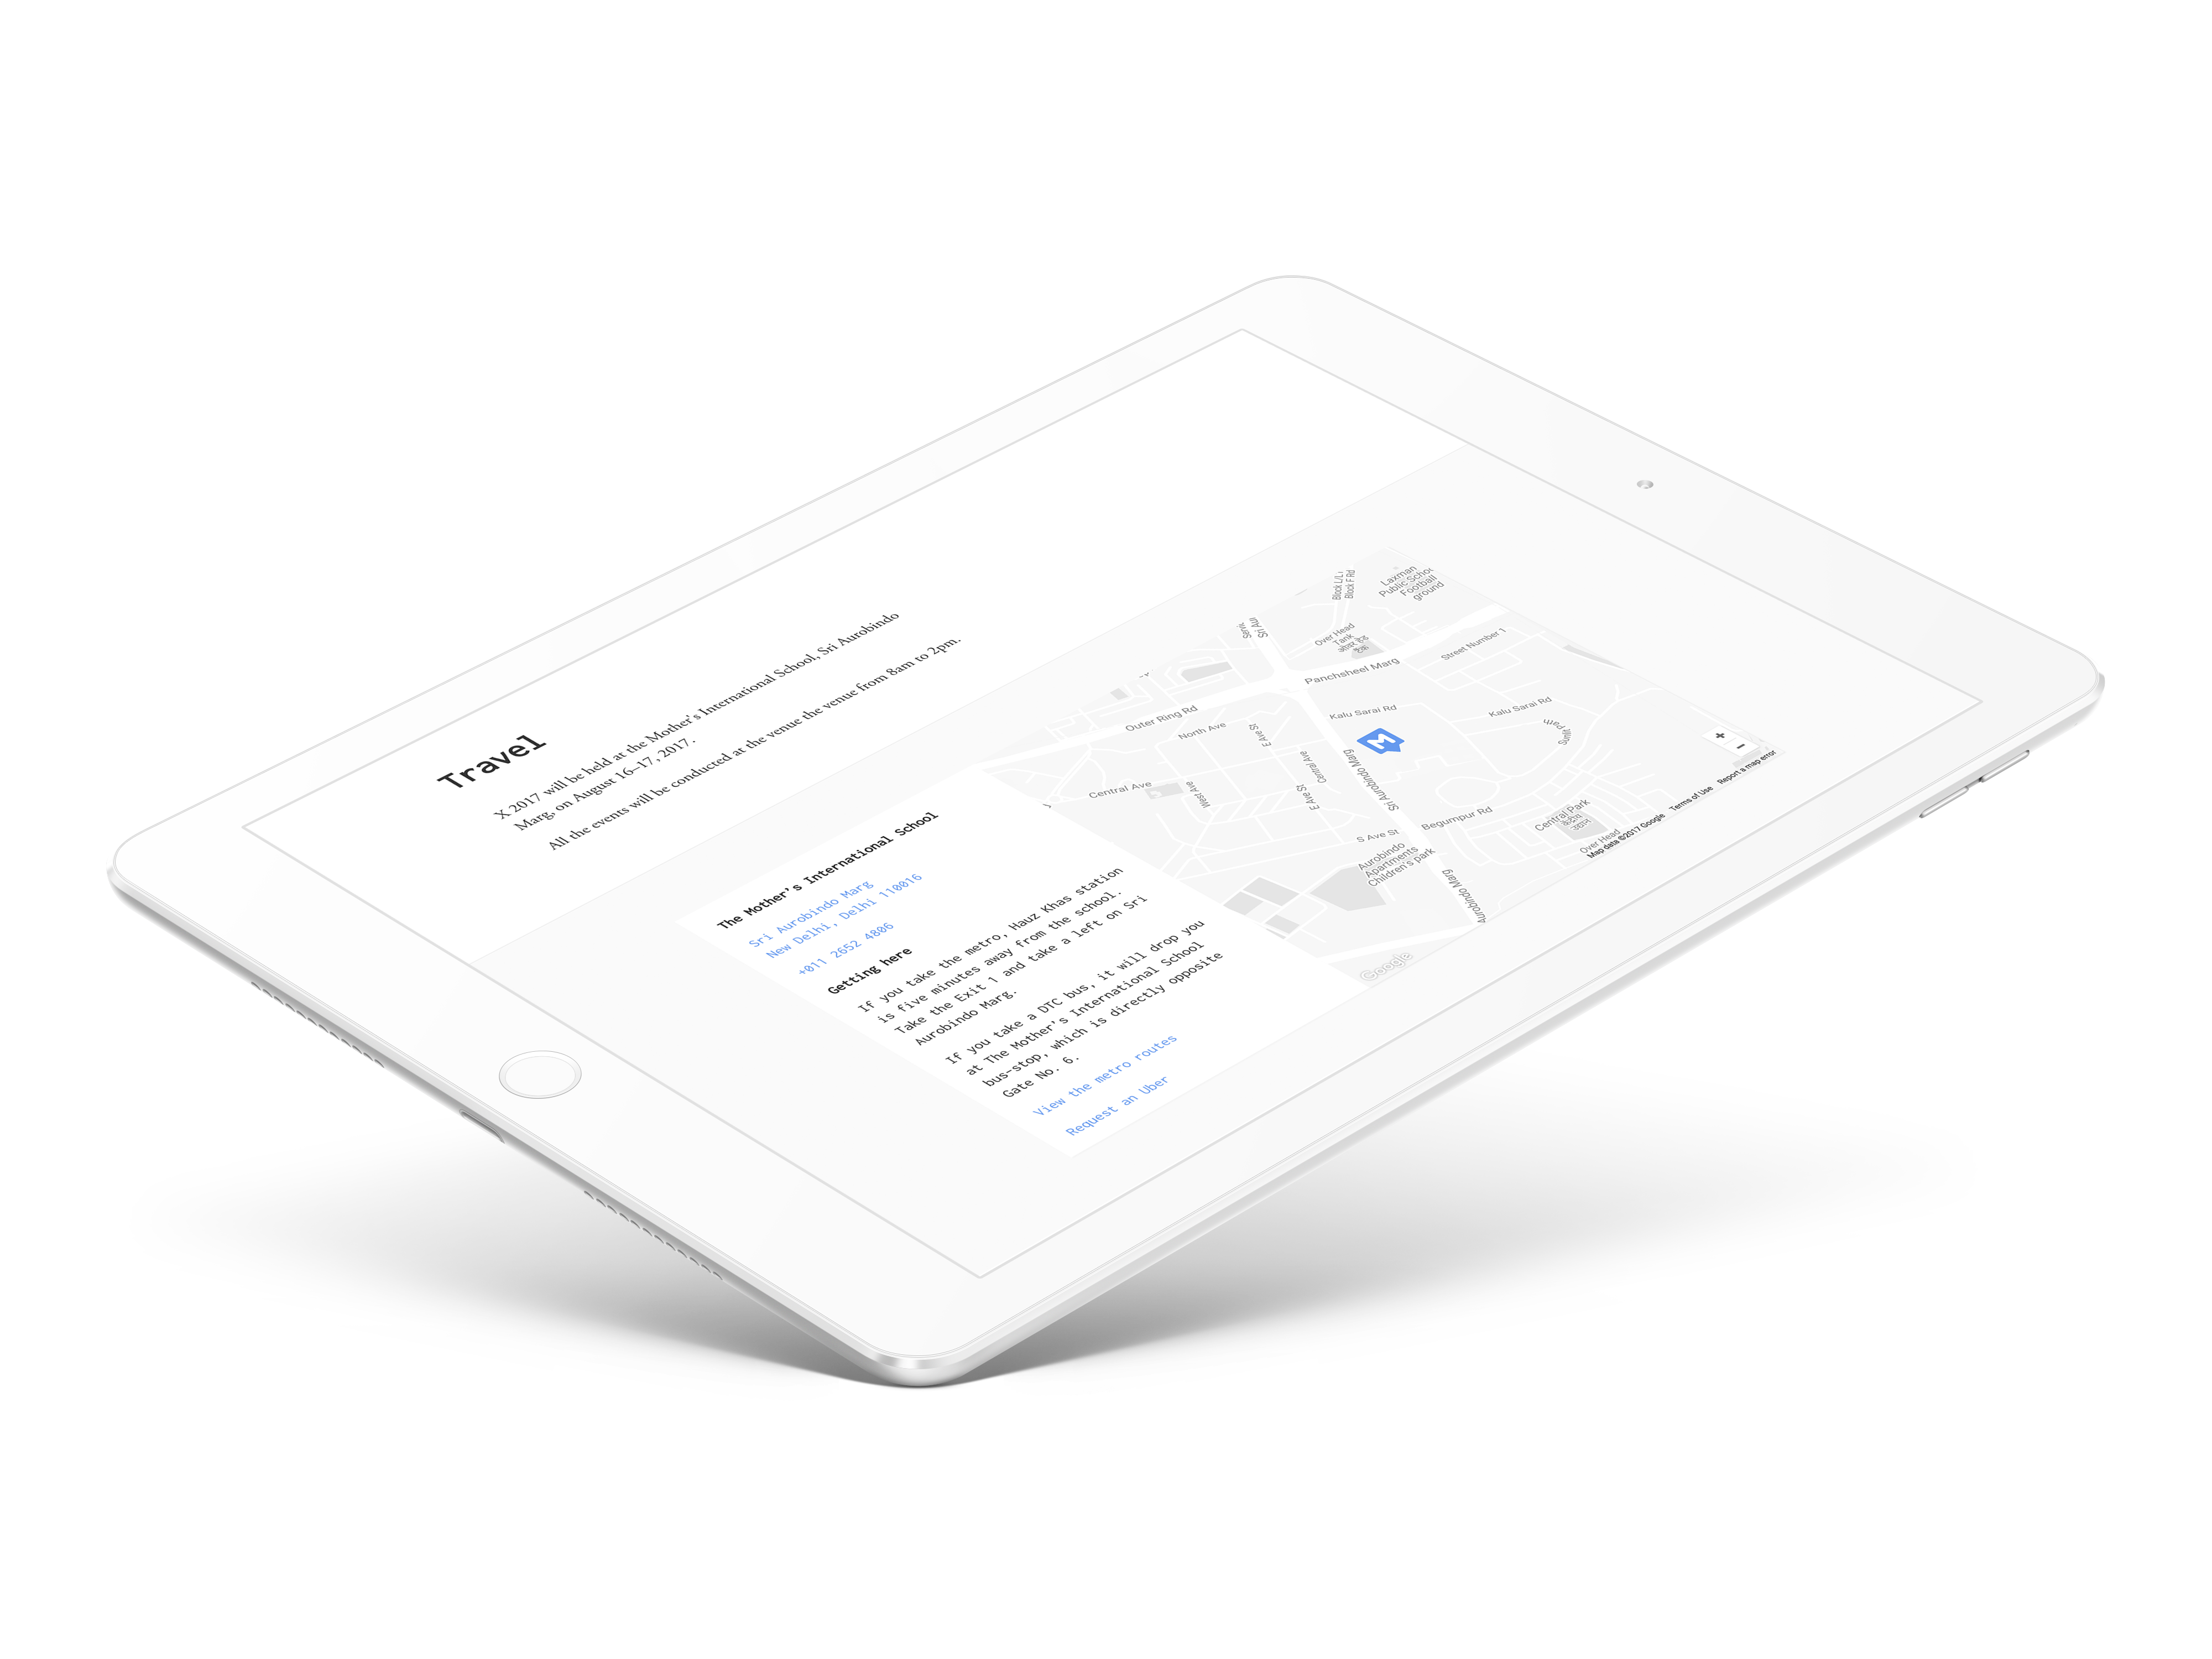 Travel
X 2017 will be held at the Mother's International School, Sri Aurobindo
Marg, on August 16–17, 2017.
All the events will be conducted at the venue the venue from 8am to 2pm.
The Mother's International School
Sri Aurobindo Marg
New Delhi, Delhi 110016
+011 2652 4806
Getting here
If you take the metro, Hauz Khas station
is five minutes away from the school.
Take the Exit 1 and take a left on Sri
Aurobindo Marg.
If you take a DTC bus, it will drop you
at The Mother's International School
bus-stop, which is directly opposite
Gate No. 6.
View the metro routes
Request an Uber
Block F Rd
Laxman
Public Schoo
Football
ground
Sri Au
Over Head
Tank
Panchsheel Marg
Street Number 1
Outer Ring Rd
North Ave
E Ave St
Kalu Sarai Rd
Kalu Sarai Rd
M
Central Ave
West Ave
Central Ave
E Ave St
Sri Aurobindo Marg
Sunit
Path
S Ave St
Begumpur Rd
Aurobindo
Apartments
Children's park
Central Park
Over Head
Aurobindo Marg
Google
+
−
Map data ©2017 Google
Terms of Use
Report a map error